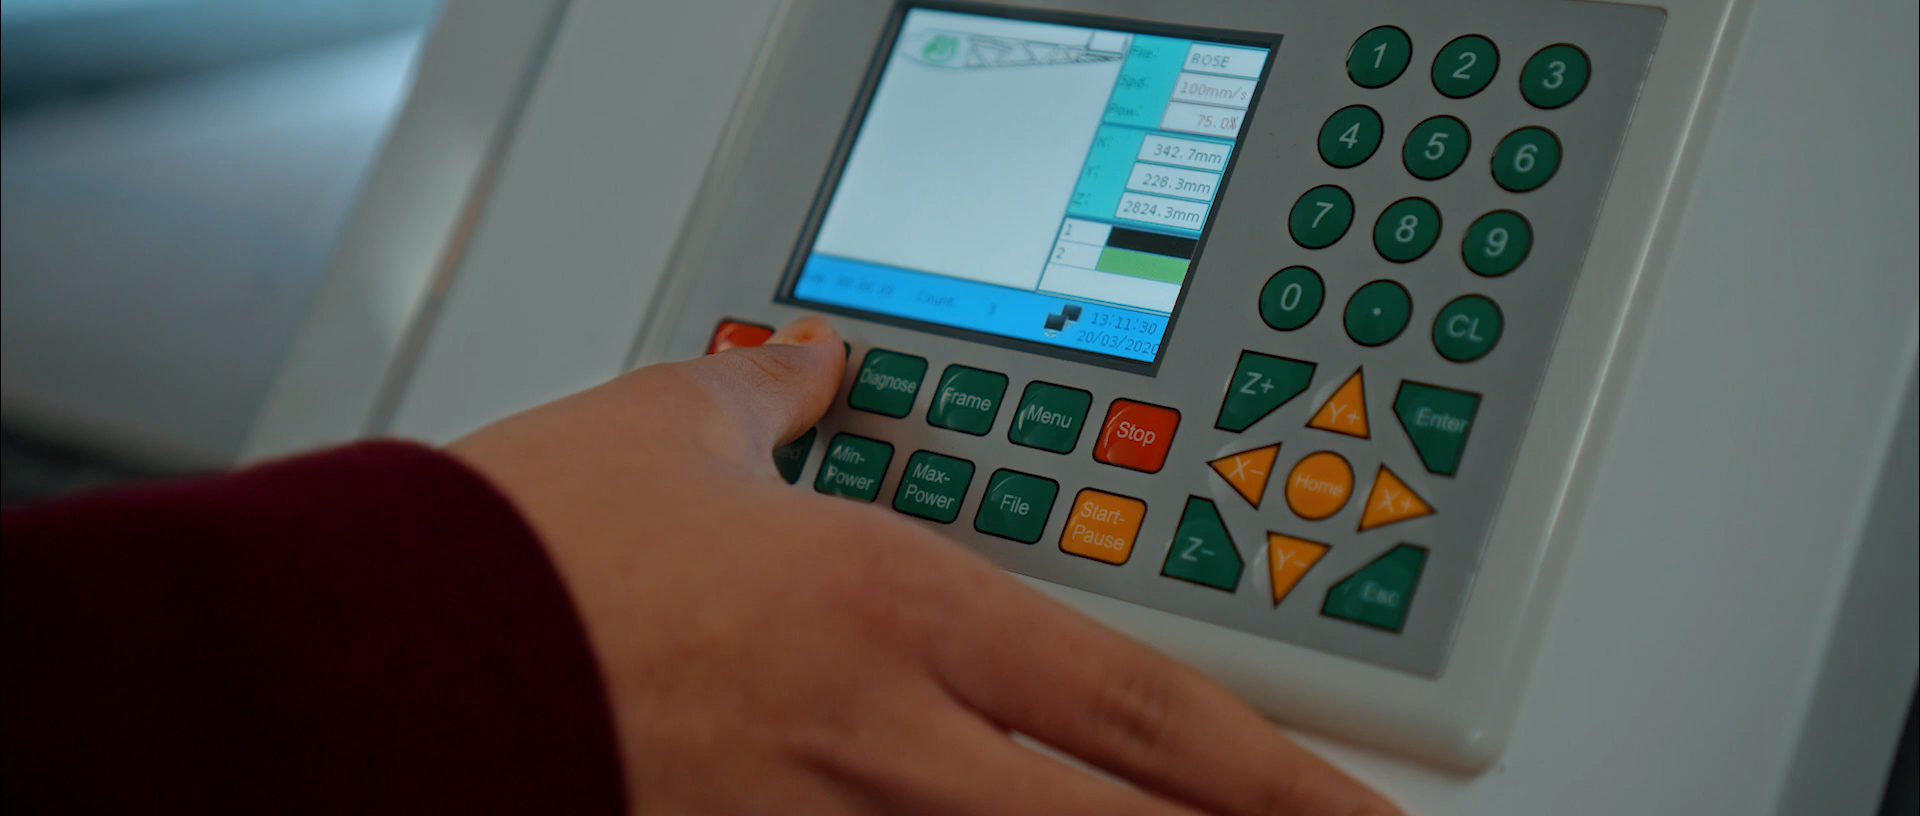 File: ROSE
Spd: 100mm/s
Pow: 75.0%
X: 342.7mm
Y: 228.3mm
Z: 2824.3mm
1
2
Count:
13:11:30
20/03/2020
1 2 3
4 5 6
7 8 9
0 . CL
Diagnose Frame Menu Stop
Min-
Power
Max-
Power
File
Start-
Pause
Z+ Y+ Enter
X- Home X+
Z- Y- Esc